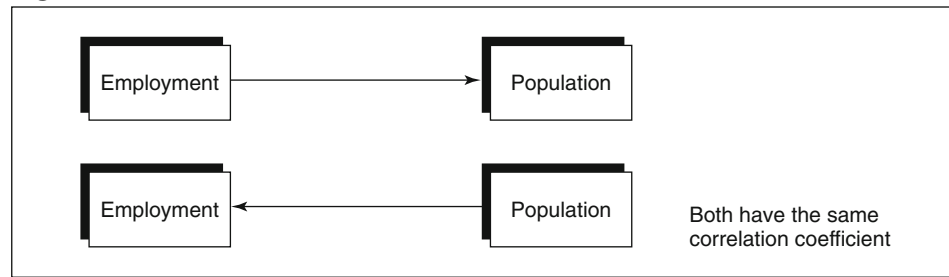 Employment
Population
Employment
Population
Both have the same
correlation coefficient